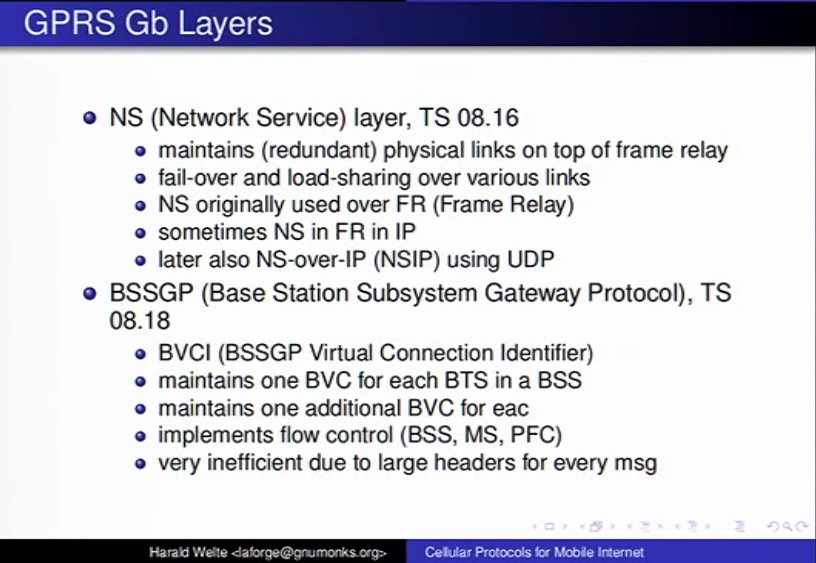 GPRS Gb Layers
NS (Network Service) layer, TS 08.16
maintains (redundant) physical links on top of frame relay
fail-over and load-sharing over various links
NS originally used over FR (Frame Relay)
sometimes NS in FR in IP
later also NS-over-IP (NSIP) using UDP
BSSGP (Base Station Subsystem Gateway Protocol), TS
08.18
BVCI (BSSGP Virtual Connection Identifier)
maintains one BVC for each BTS in a BSS
maintains one additional BVC for eac
implements flow control (BSS, MS, PFC)
very inefficient due to large headers for every msg
Harald Welte <laforge@gnumonks.org>
Cellular Protocols for Mobile Internet